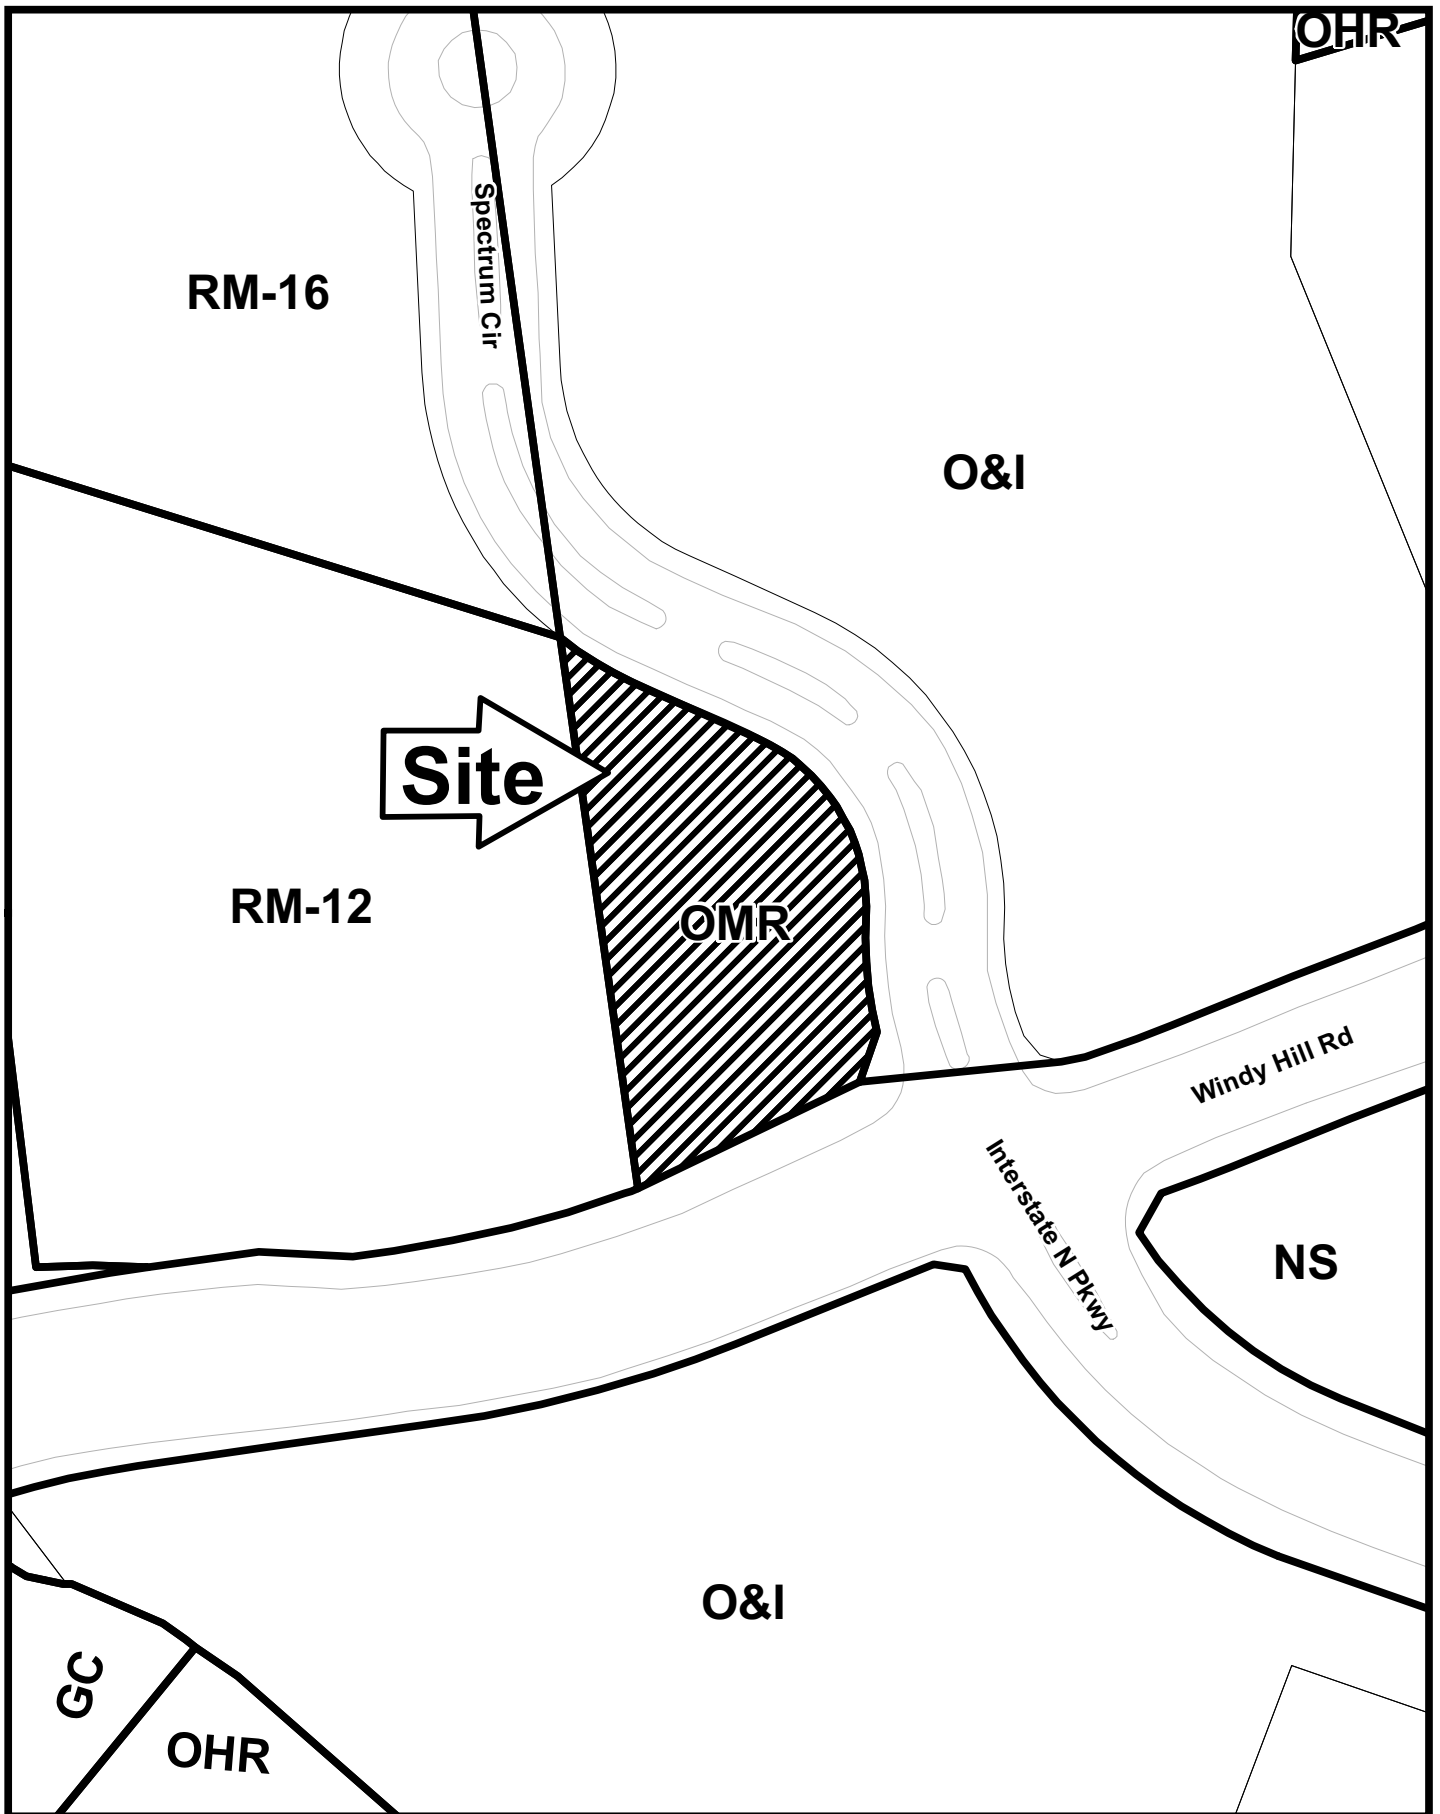 OHR
Spectrum Cir
RM-16
O&I
Site
RM-12
OMR
Windy Hill Rd
Interstate N Pkwy
NS
O&I
GC
OHR